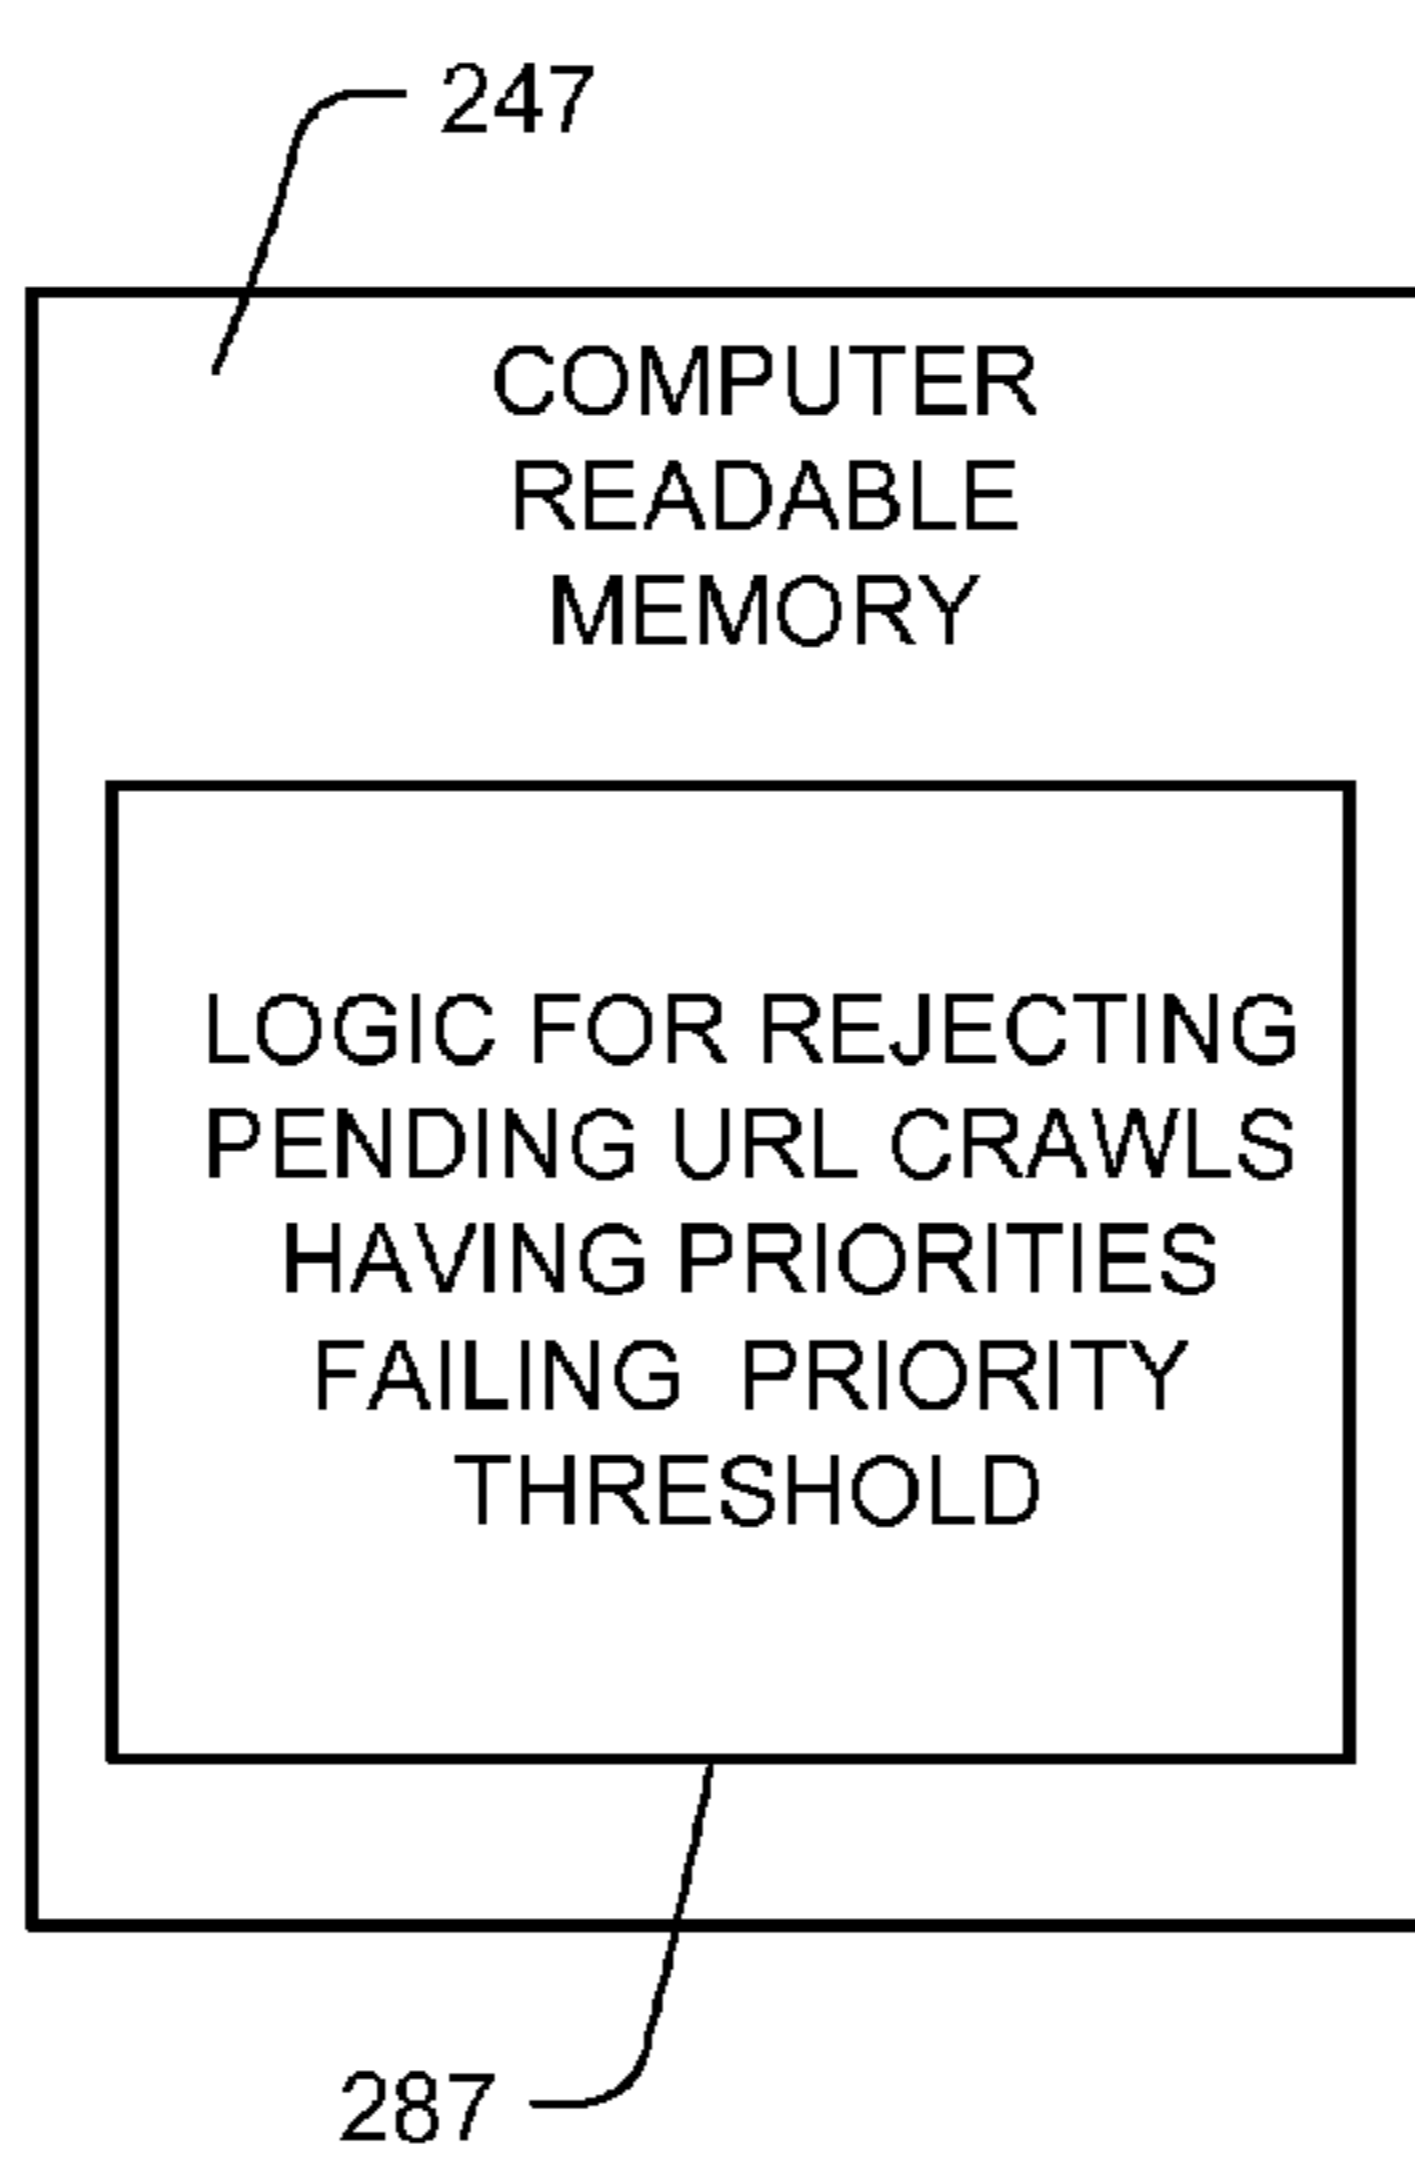 247
COMPUTER
READABLE
MEMORY
LOGIC FOR REJECTING
PENDING URL CRAWLS
HAVING PRIORITIES
FAILING PRIORITY
THRESHOLD
287